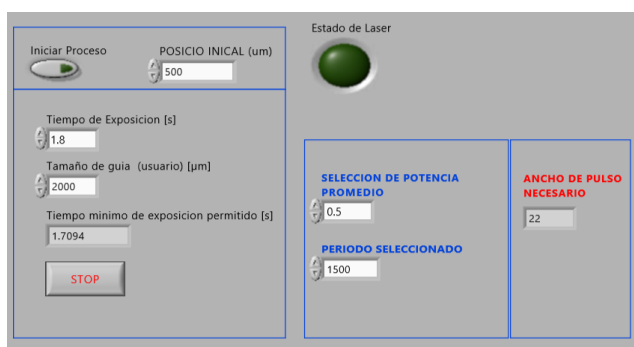 Estado de Laser
Iniciar Proceso
POSICIO INICAL (um)
500
Tiempo de Exposicion [s]
1.8
Tamaño de guia (usuario) [µm]
2000
Tiempo minimo de exposicion permitido [s]
1.7094
STOP
SELECCION DE POTENCIA
PROMEDIO
0.5
PERIODO SELECCIONADO
1500
ANCHO DE PULSO
NECESARIO
22